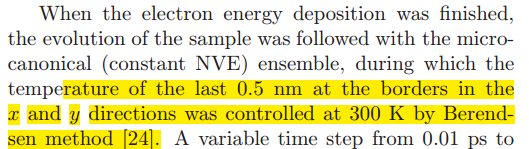 When the electron energy deposition was finished,
the evolution of the sample was followed with the micro-
canonical (constant NVE) ensemble, during which the
temperature of the last 0.5 nm at the borders in the
x and y directions was controlled at 300 K by Berend-
sen method [24]. A variable time step from 0.01 ps to